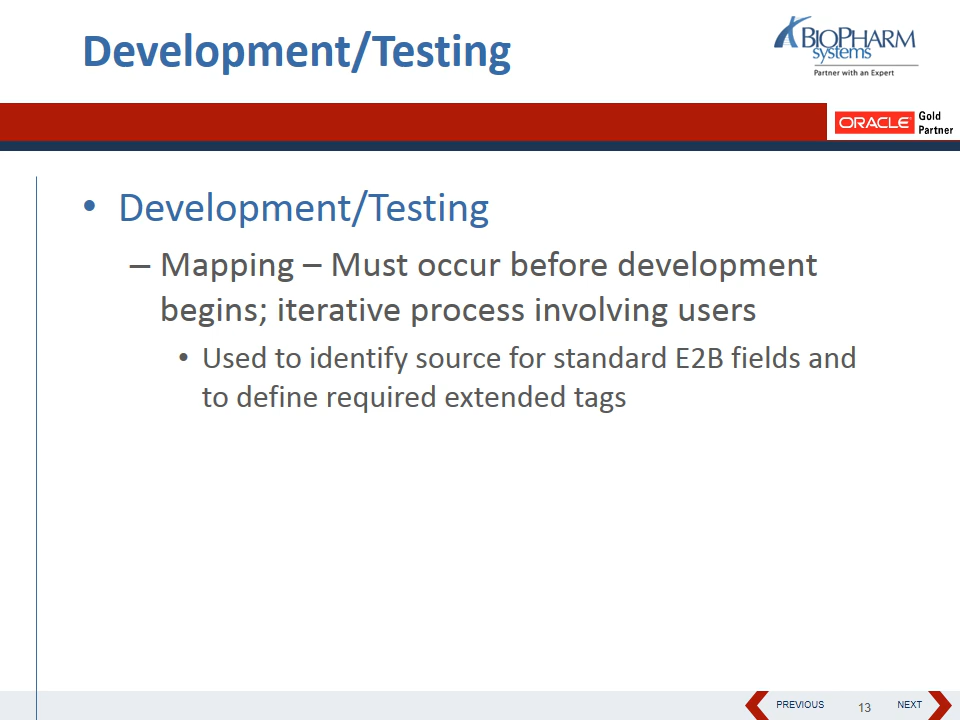 Development/Testing
BIOPHARM
systems
Partner with an Expert
ORACLE
Gold
Partner
• Development/Testing
– Mapping – Must occur before development
begins; iterative process involving users
• Used to identify source for standard E2B fields and
to define required extended tags
PREVIOUS
13
NEXT